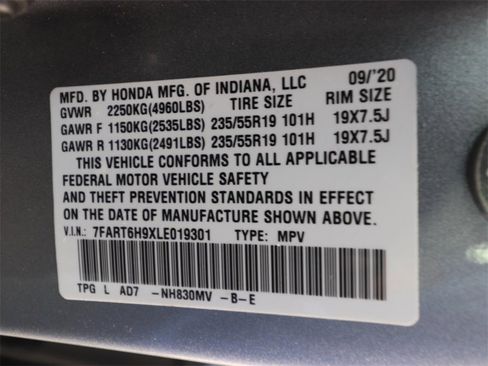 MFD. BY HONDA MFG. OF INDIANA, LLC 09/'20
GVWR 2250KG(4960LBS) TIRE SIZE RIM SIZE
GAWR F 1150KG(2535LBS) 235/55R19 101H 19X7.5J
GAWR R 1130KG(2491LBS) 235/55R19 101H 19X7.5J
THIS VEHICLE CONFORMS TO ALL APPLICABLE
FEDERAL MOTOR VEHICLE SAFETY
AND THEFT PREVENTION STANDARDS IN EFFECT
ON THE DATE OF MANUFACTURE SHOWN ABOVE.
V.I.N.: 7FART6H9XLE019301 TYPE: MPV
TPG L AD7 -NH830MV -B-E